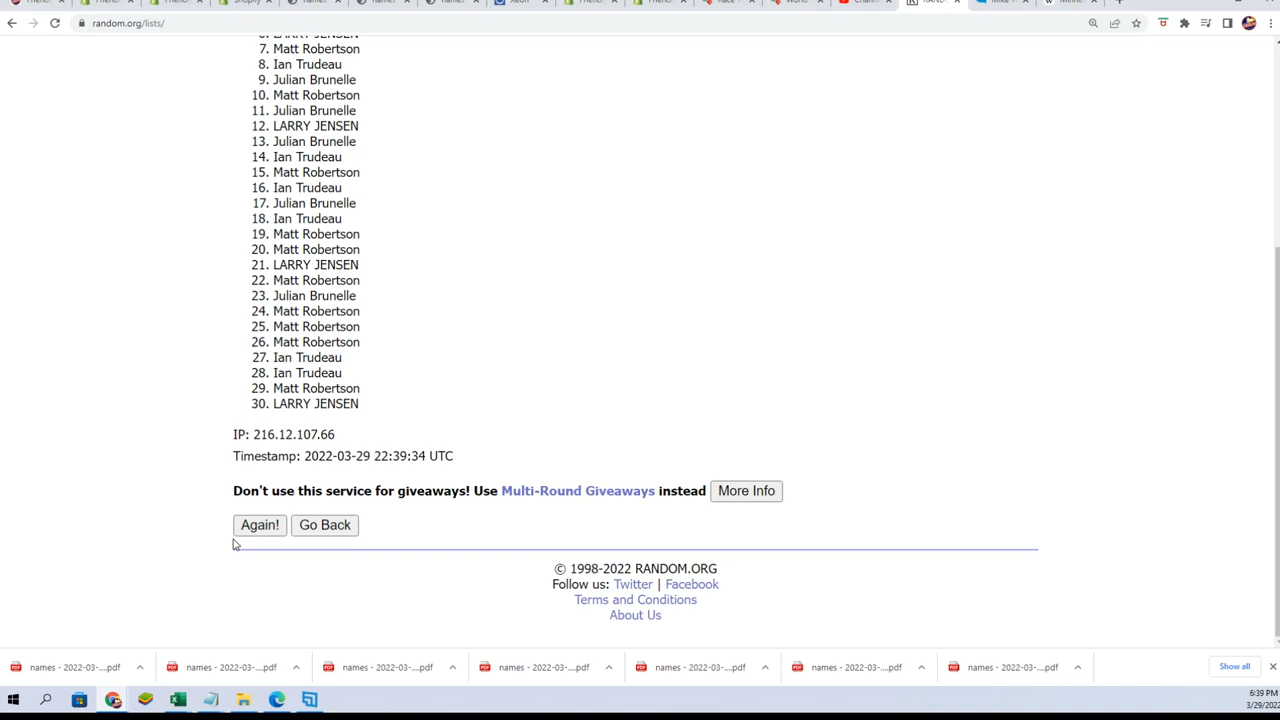 random.org/lists/
6. LARRY JENSEN
7. Matt Robertson
8. Ian Trudeau
9. Julian Brunelle
10. Matt Robertson
11. Julian Brunelle
12. LARRY JENSEN
13. Julian Brunelle
14. Ian Trudeau
15. Matt Robertson
16. Ian Trudeau
17. Julian Brunelle
18. Ian Trudeau
19. Matt Robertson
20. Matt Robertson
21. LARRY JENSEN
22. Matt Robertson
23. Julian Brunelle
24. Matt Robertson
25. Matt Robertson
26. Matt Robertson
27. Ian Trudeau
28. Ian Trudeau
29. Matt Robertson
30. LARRY JENSEN
IP: 216.12.107.66
Timestamp: 2022-03-29 22:39:34 UTC
Don't use this service for giveaways! Use Multi-Round Giveaways instead More Info
Again! Go Back
© 1998-2022 RANDOM.ORG
Follow us: Twitter | Facebook
Terms and Conditions
About Us
names - 2022-03-....pdf names - 2022-03-....pdf names - 2022-03-....pdf names - 2022-03-....pdf names - 2022-03-....pdf names - 2022-03-....pdf names - 2022-03-....pdf Show all
6:39 PM
3/29/2022